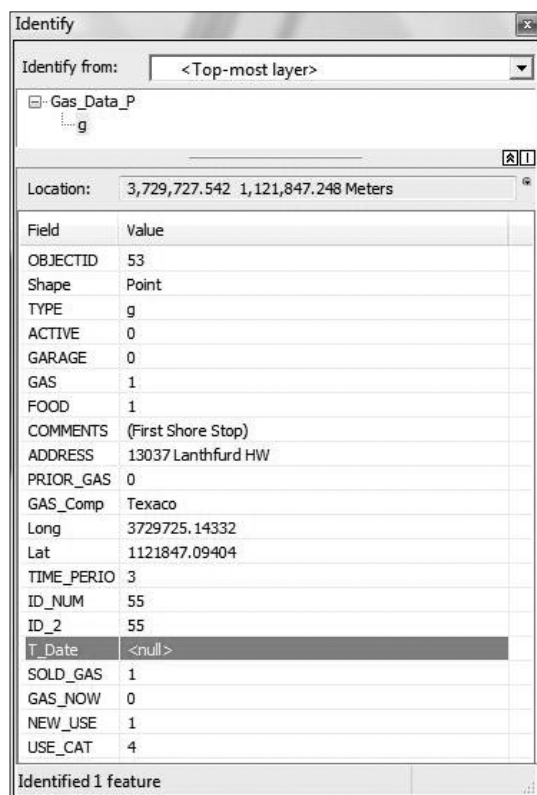 Identify
Identify from: <Top-most layer>
Gas_Data_P
g
Location: 3,729,727.542 1,121,847.248 Meters
Field Value
OBJECTID 53
Shape Point
TYPE g
ACTIVE 0
GARAGE 0
GAS 1
FOOD 1
COMMENTS (First Shore Stop)
ADDRESS 13037 Lanthfurd HW
PRIOR_GAS 0
GAS_Comp Texaco
Long 3729725.14332
Lat 1121847.09404
TIME_PERIO 3
ID_NUM 55
ID_2 55
T_Date <null>
SOLD_GAS 1
GAS_NOW 0
NEW_USE 1
USE_CAT 4
Identified 1 feature